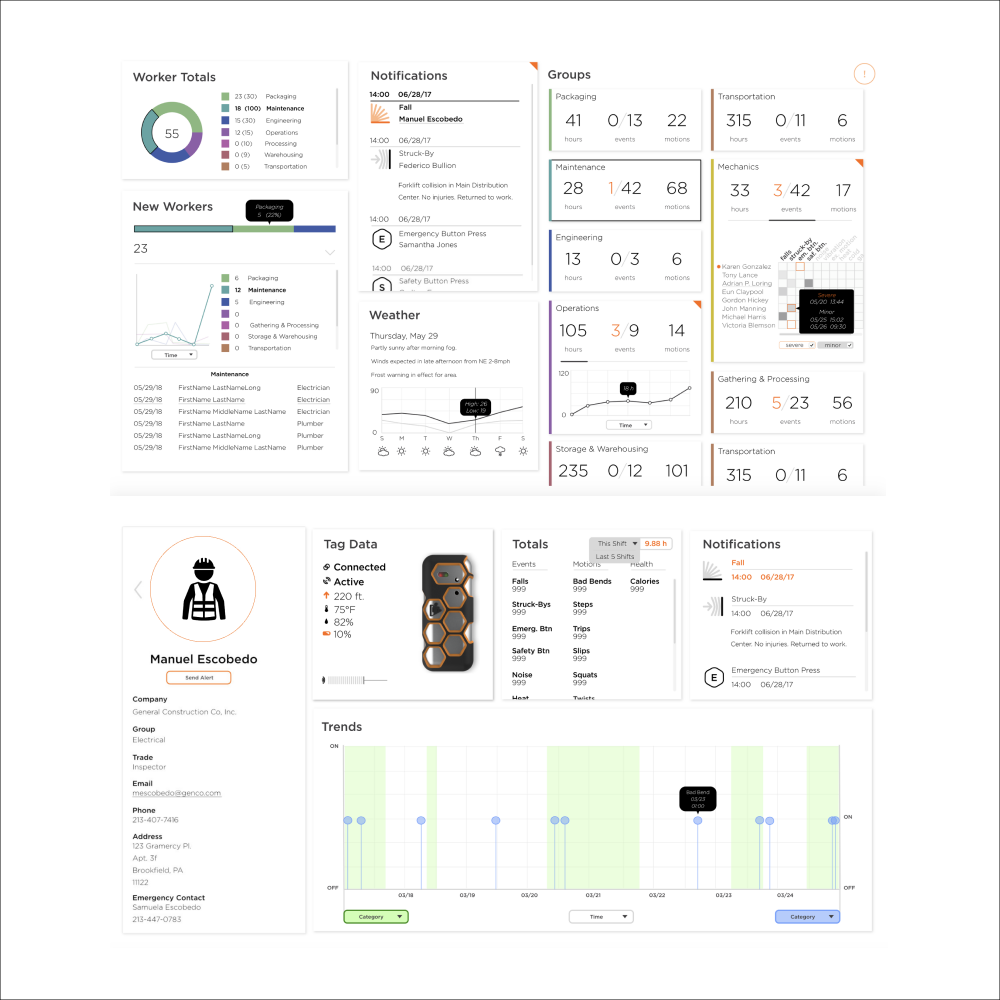 Worker Totals
55
23 (30) Packaging
18 (100) Maintenance
15 (30) Engineering
12 (15) Operations
0 (10) Processing
0 (9) Warehousing
0 (5) Transportation
New Workers
Packaging
5 (22%)
23
6 Packaging
12 Maintenance
5 Engineering
0
0 Gathering & Processing
0 Storage & Warehousing
0 Transportation
Time
Maintenance
05/29/18 FirstName LastNameLong Electrician
05/29/18 FirstName LastName Electrician
05/29/18 FirstName MiddleName LastName Electrician
05/29/18 FirstName LastName Plumber
05/29/18 FirstName LastNameLong Plumber
05/29/18 FirstName MiddleName LastName Plumber
Notifications
14:00 06/28/17
Fall
Manuel Escobedo
14:00 06/28/17
Struck-By
Federico Bullion
Forklift collision in Main Distribution
Center. No injuries. Returned to work.
14:00 06/28/17
E
Emergency Button Press
Samantha Jones
14:00 06/28/17
S
Safety Button Press
Weather
Thursday, May 29
Partly sunny after morning fog.
Winds expected in late afternoon from NE 2-8mph
Frost warning in effect for area.
90
High: 26
Low: 19
0
S M T W Th F S
Groups
1
Packaging
41 0/13 22
hours events motions
Maintenance
28 1/42 68
hours events motions
Engineering
13 0/3 6
hours events motions
Operations
105 3/9 14
hours events motions
120
18 h
0
Time
Storage & Warehousing
235 0/12 101
Transportation
315 0/11 6
hours events motions
Mechanics
33 3/42 17
hours events motions
falls
struck-by
em. btn.
saf. btn.
Karen Gonzalez
Tony Lance
Adrian P. Loring
Eun Claypool
Gordon Hickey
John Manning
Michael Harris
Victoria Blemson
Severe
05/20 13:44
Minor
05/25 15:02
05/26 09:30
severe minor
Gathering & Processing
210 5/23 56
hours events motions
Transportation
315 0/11 6
Manuel Escobedo
Send Alert
Company
General Construction Co, Inc.
Group
Electrical
Trade
Inspector
Email
mescobedo@genco.com
Phone
213-407-7416
Address
123 Gramercy Pl.
Apt. 3f
Brookfield, PA
11122
Emergency Contact
Samuela Escobedo
213-447-0783
Tag Data
Connected
Active
220 ft.
75°F
82%
10%
Totals
This Shift 9.88 h
Last 5 Shifts
Events Motions Health
Falls Bad Bends Calories
999 999 999
Struck-Bys Steps
999 999
Emerg. Btn Trips
999 999
Safety Btn Slips
999 999
Noise Squats
999 999
Heat Twists
Notifications
Fall
14:00 06/28/17
Struck-By
14:00 06/28/17
Forklift collision in Main Distribution
Center. No injuries. Returned to work.
E
Emergency Button Press
14:00 06/28/17
Trends
ON
Bad Bend
03/23
01:00
ON
OFF
OFF
03/18 03/19 03/20 03/21 03/22 03/23 03/24
Category Time Category